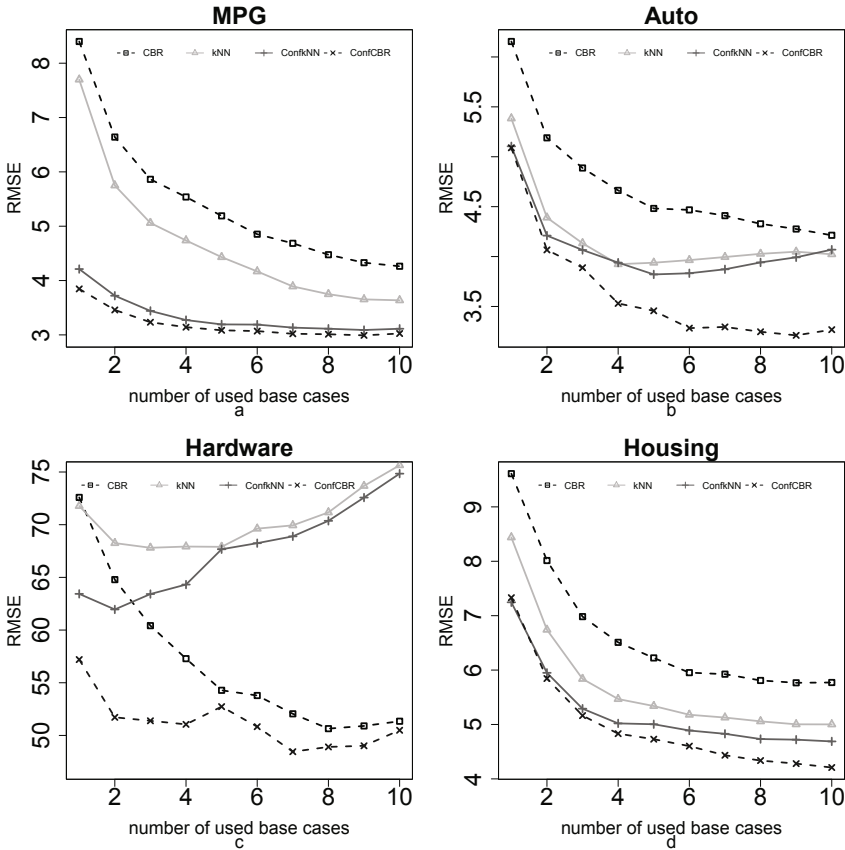 MPG
CBR kNN ConfkNN ConfCBR
8
7
6
5
4
3
RMSE
2 4 6 8 10
number of used base cases
a
Auto
CBR kNN ConfkNN ConfCBR
5.5
4.5
3.5
RMSE
2 4 6 8 10
number of used base cases
b
Hardware
CBR kNN ConfkNN ConfCBR
75
70
65
60
55
50
RMSE
2 4 6 8 10
number of used base cases
c
Housing
CBR kNN ConfkNN ConfCBR
9
8
7
6
5
4
RMSE
2 4 6 8 10
number of used base cases
d